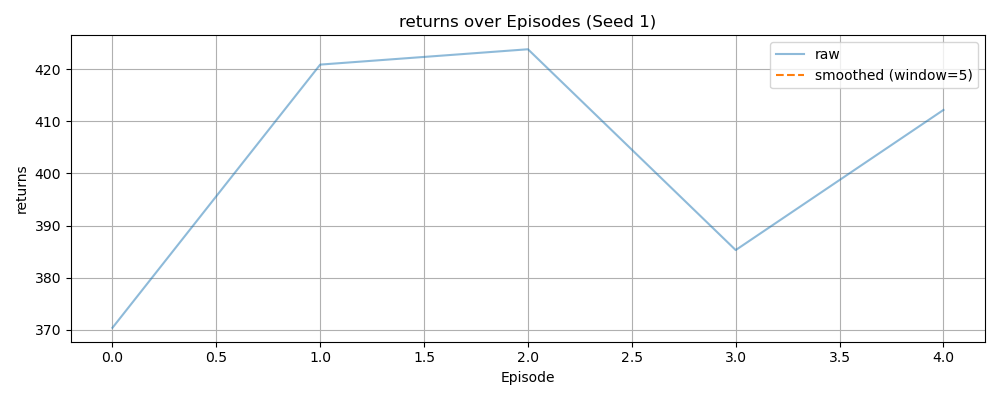 returns over Episodes (Seed 1)
raw
smoothed (window=5)
returns
420
410
400
390
380
370
0.0 0.5 1.0 1.5 2.0 2.5 3.0 3.5 4.0
Episode